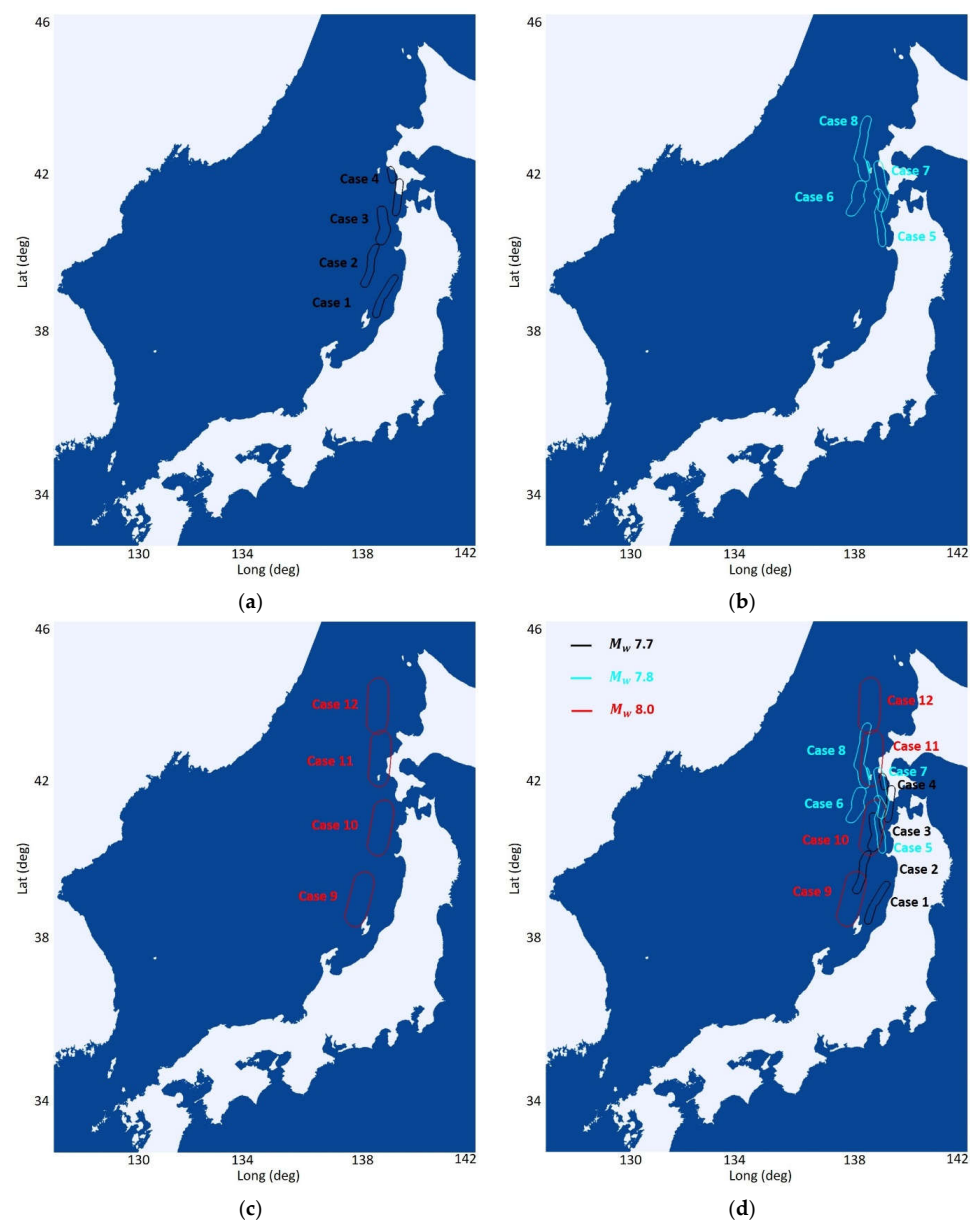 46
Case 4
42
Case 3
Case 2
Case 1
38
34
Lat (deg)
130
134
138
142
Long (deg)
(a)
46
Case 8
42
Case 7
Case 6
Case 5
38
34
Lat (deg)
130
134
138
142
Long (deg)
(b)
46
Case 12
Case 11
42
Case 10
Case 9
38
34
Lat (deg)
130
134
138
142
Long (deg)
(c)
46
M_w 7.7
M_w 7.8
M_w 8.0
Case 12
Case 8
Case 11
42
Case 7
Case 4
Case 6
Case 3
Case 10
Case 5
Case 2
Case 9
Case 1
38
34
Lat (deg)
130
134
138
142
Long (deg)
(d)